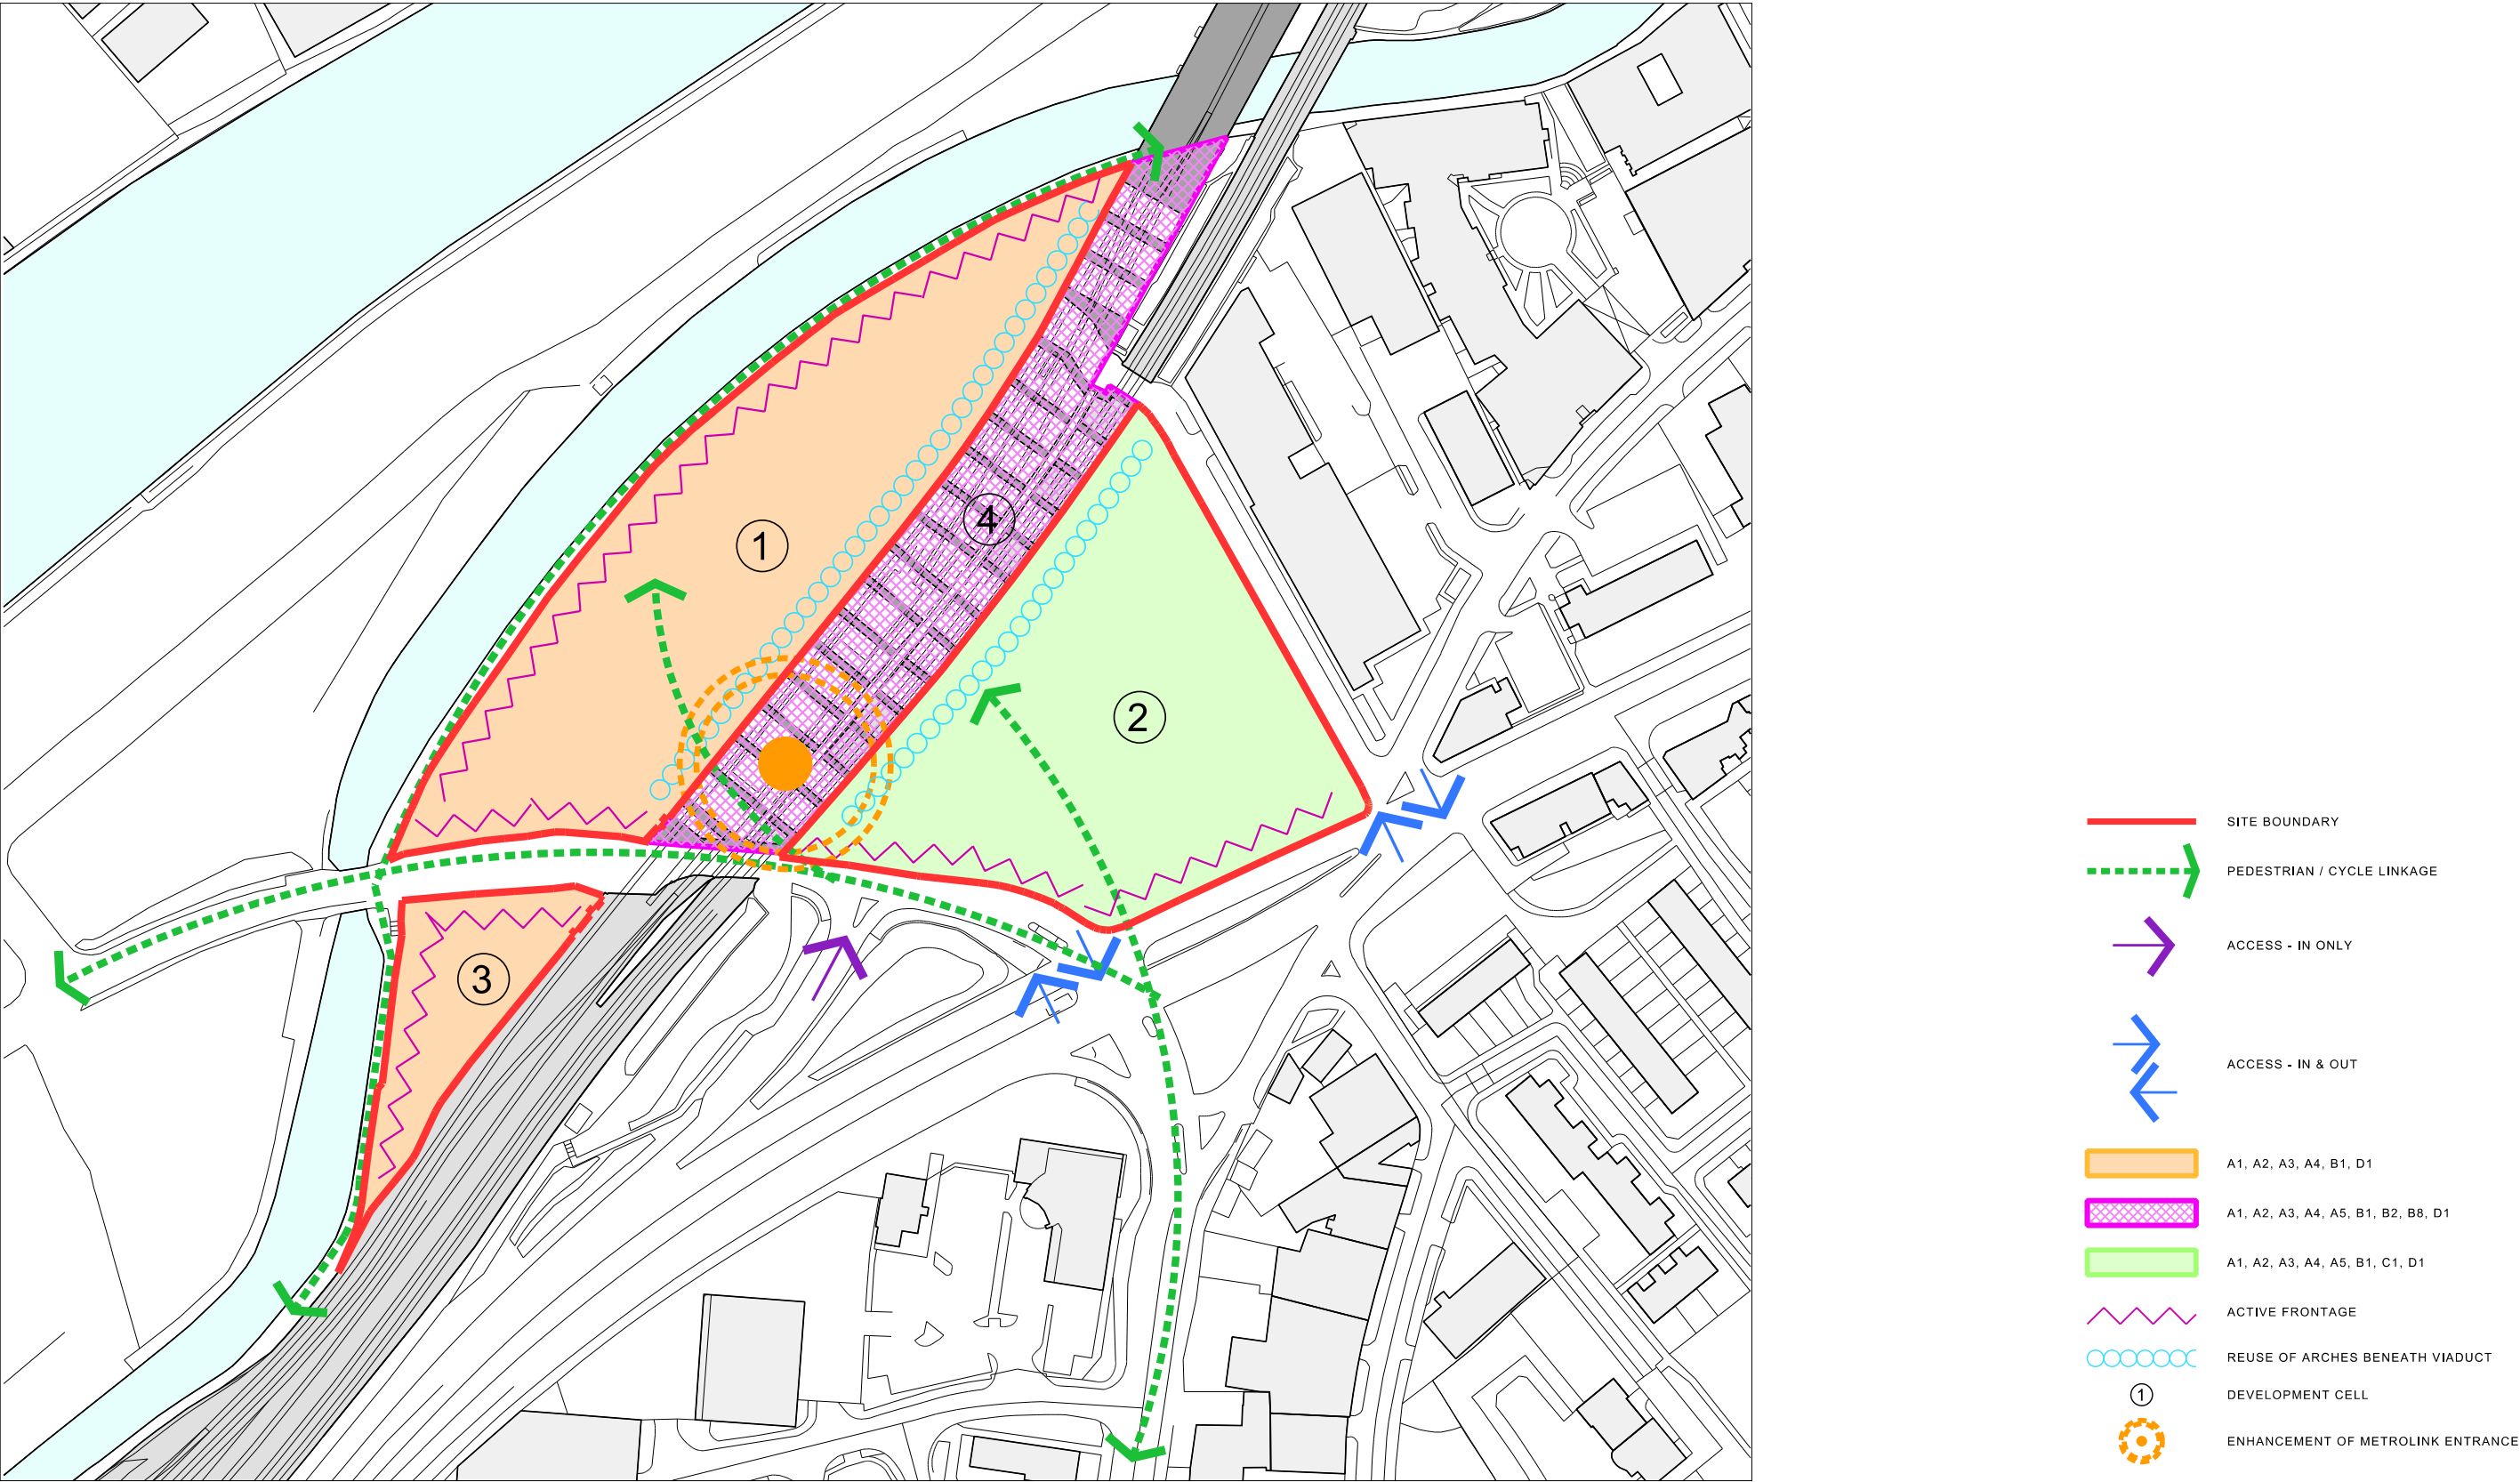 1
4
2
3
SITE BOUNDARY
PEDESTRIAN / CYCLE LINKAGE
ACCESS - IN ONLY
ACCESS - IN & OUT
A1, A2, A3, A4, B1, D1
A1, A2, A3, A4, A5, B1, B2, B8, D1
A1, A2, A3, A4, A5, B1, C1, D1
ACTIVE FRONTAGE
REUSE OF ARCHES BENEATH VIADUCT
1 DEVELOPMENT CELL
ENHANCEMENT OF METROLINK ENTRANCE